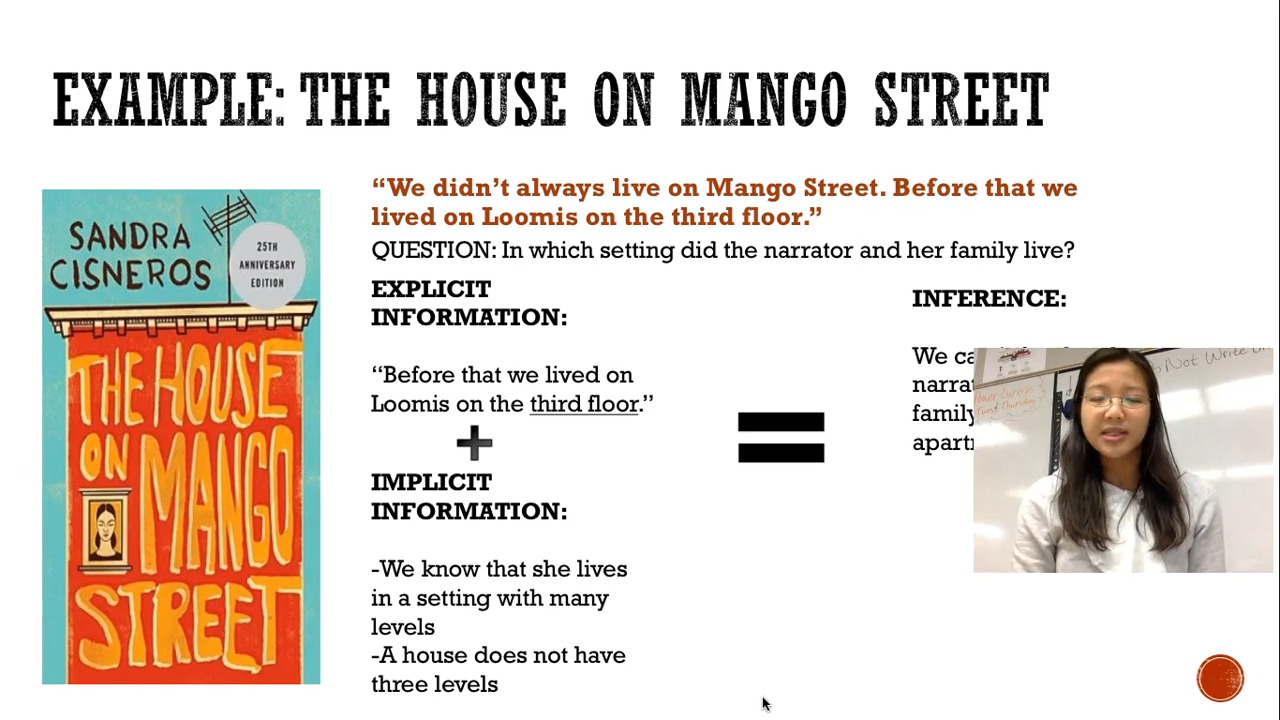 EXAMPLE: THE HOUSE ON MANGO STREET
SANDRA
CISNEROS
25TH
ANNIVERSARY
EDITION
THE HOUSE
ON
MANGO
STREET
“We didn’t always live on Mango Street. Before that we
lived on Loomis on the third floor.”
QUESTION: In which setting did the narrator and her family live?
EXPLICIT
INFORMATION:
“Before that we lived on
Loomis on the third floor.”
+
IMPLICIT
INFORMATION:
-We know that she lives
in a setting with many
levels
-A house does not have
three levels
=
INFERENCE:
We
family
Not Write